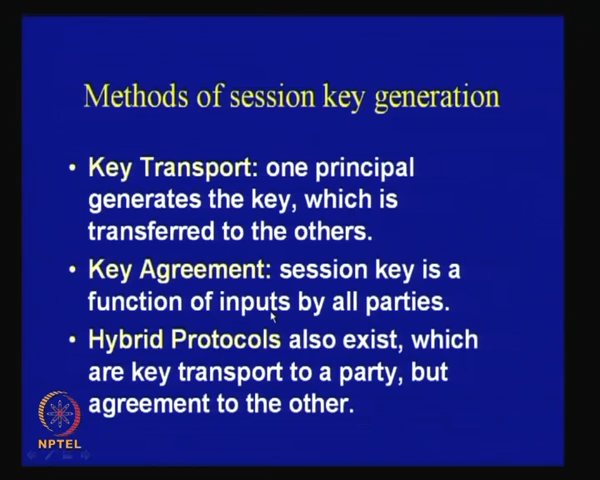 Methods of session key generation
• Key Transport: one principal
generates the key, which is
transferred to the others.
• Key Agreement: session key is a
function of inputs by all parties.
• Hybrid Protocols also exist, which
are key transport to a party, but
agreement to the other.
NPTEL